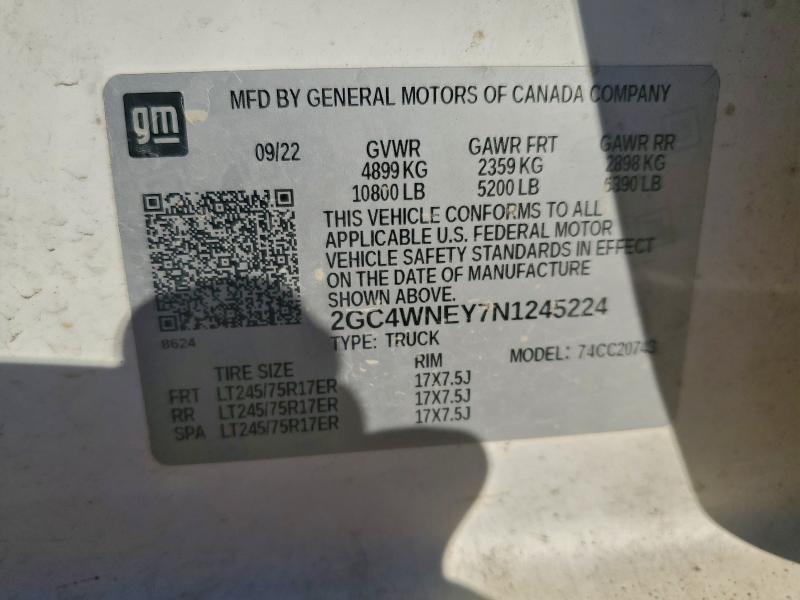 gm
MFD BY GENERAL MOTORS OF CANADA COMPANY
09/22 GVWR GAWR FRT GAWR RR
4899 KG 2359 KG 2898 KG
10800 LB 5200 LB 6390 LB
THIS VEHICLE CONFORMS TO ALL
APPLICABLE U.S. FEDERAL MOTOR
VEHICLE SAFETY STANDARDS IN EFFECT
ON THE DATE OF MANUFACTURE
SHOWN ABOVE.
2GC4WNEY7N1245224
8624
TYPE: TRUCK MODEL: 74CC20743
TIRE SIZE RIM
FRT LT245/75R17ER 17X7.5J
RR LT245/75R17ER 17X7.5J
SPA LT245/75R17ER 17X7.5J